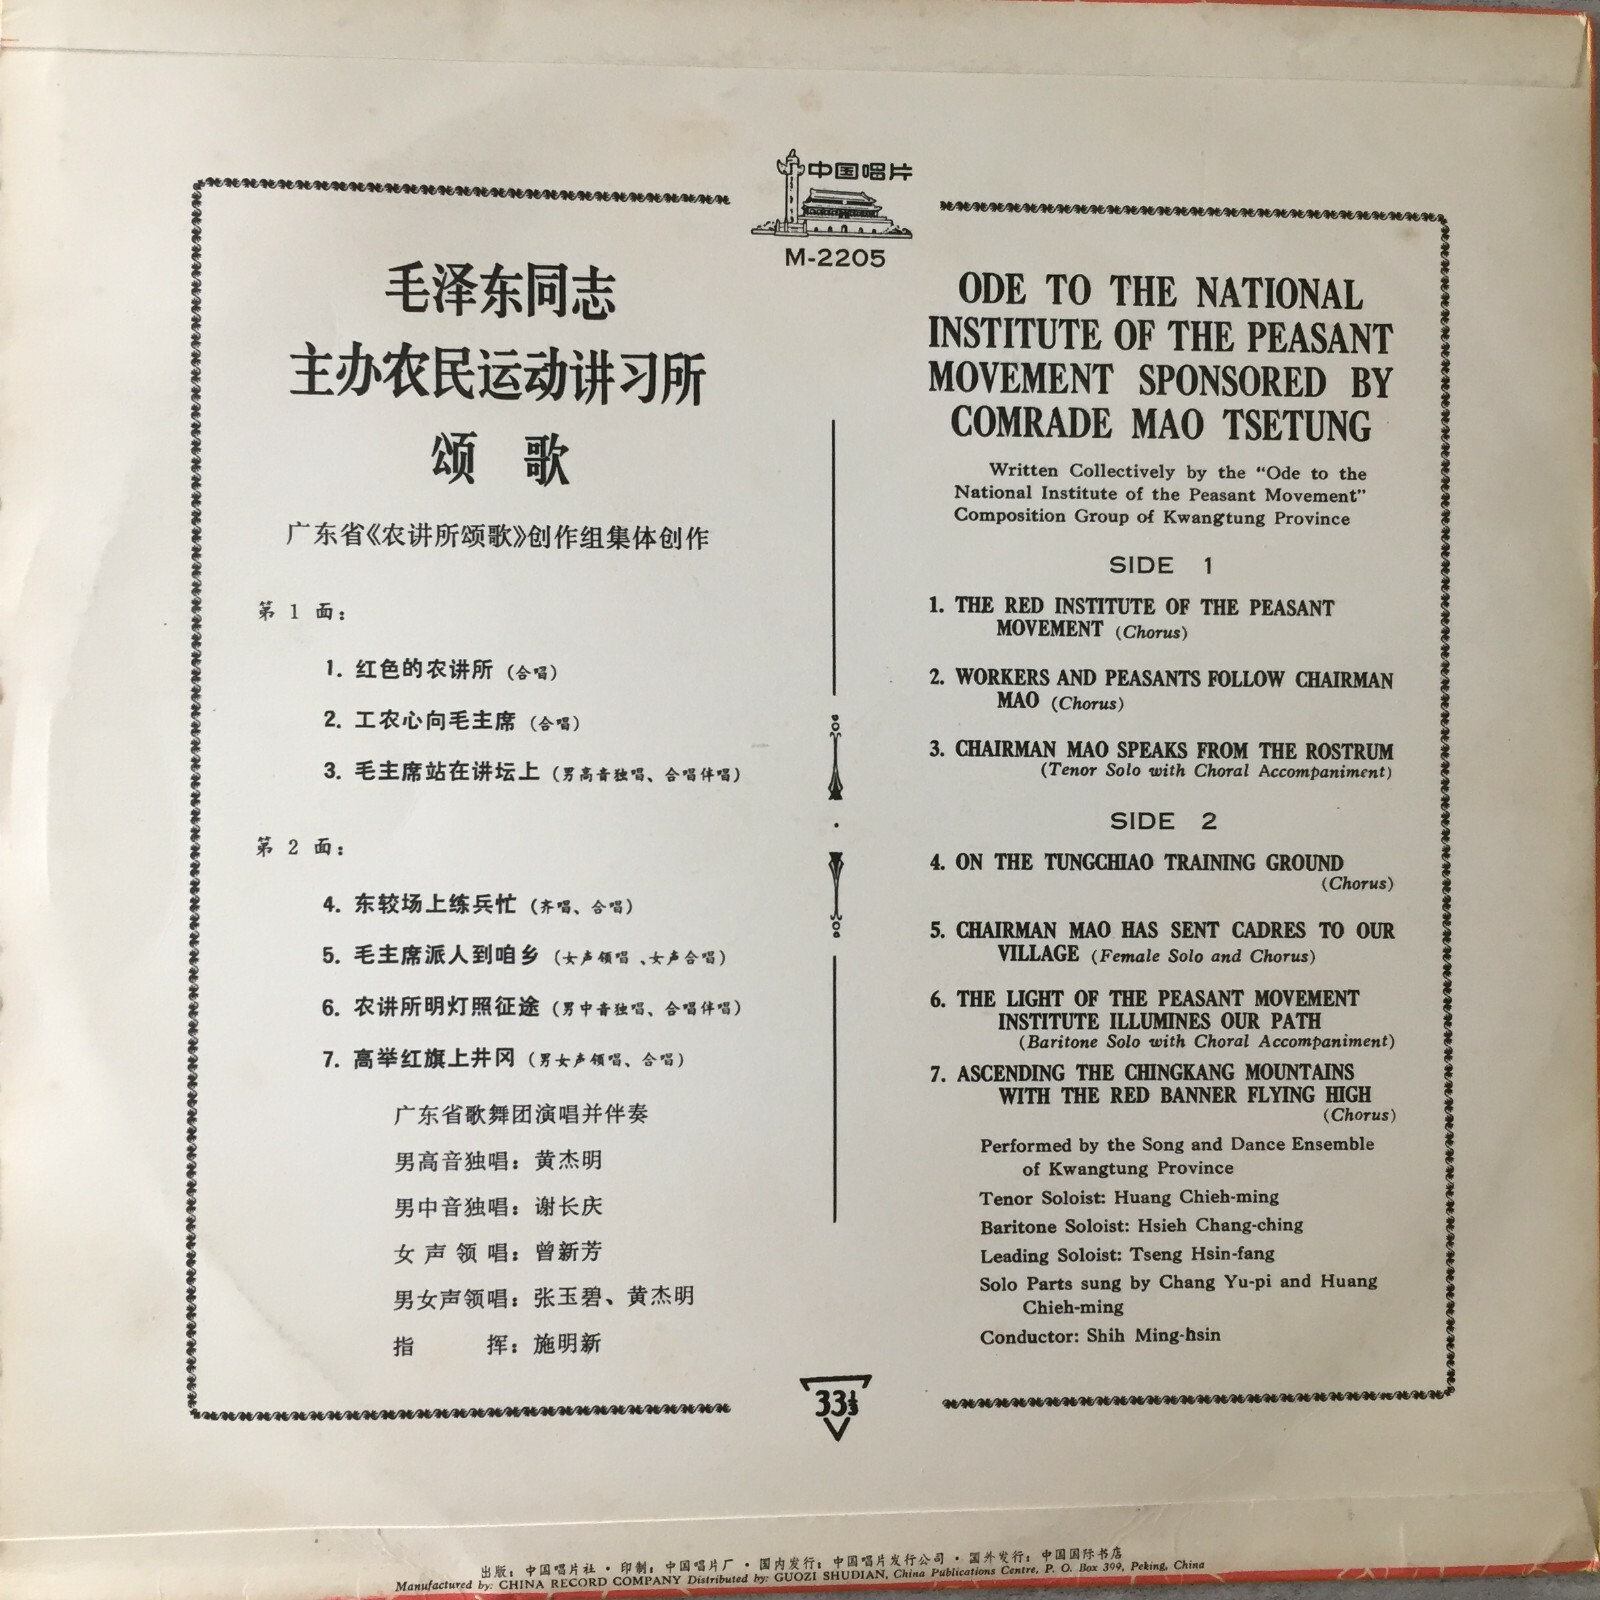 中国唱片
M-2205
毛泽东同志
主办农民运动讲习所
颂 歌
广东省《农讲所颂歌》创作组集体创作
第 1 面：
1. 红色的农讲所 (合唱)
2. 工农心向毛主席 (合唱)
3. 毛主席站在讲坛上 (男高音独唱、合唱伴唱)
第 2 面：
4. 东较场上练兵忙 (齐唱、合唱)
5. 毛主席派人到咱乡 (女声领唱、女声合唱)
6. 农讲所明灯照征途 (男中音独唱、合唱伴唱)
7. 高举红旗上井冈 (男女声领唱、合唱)
广东省歌舞团演唱并伴奏
男高音独唱：黄杰明
男中音独唱：谢长庆
女声领唱：曾新芳
男女声领唱：张玉碧、黄杰明
指 挥：施明新
ODE TO THE NATIONAL
INSTITUTE OF THE PEASANT
MOVEMENT SPONSORED BY
COMRADE MAO TSETUNG
Written Collectively by the “Ode to the
National Institute of the Peasant Movement”
Composition Group of Kwangtung Province
SIDE 1
1. THE RED INSTITUTE OF THE PEASANT
MOVEMENT (Chorus)
2. WORKERS AND PEASANTS FOLLOW CHAIRMAN
MAO (Chorus)
3. CHAIRMAN MAO SPEAKS FROM THE ROSTRUM
(Tenor Solo with Choral Accompaniment)
SIDE 2
4. ON THE TUNGCHIAO TRAINING GROUND
(Chorus)
5. CHAIRMAN MAO HAS SENT CADRES TO OUR
VILLAGE (Female Solo and Chorus)
6. THE LIGHT OF THE PEASANT MOVEMENT
INSTITUTE ILLUMINES OUR PATH
(Baritone Solo with Choral Accompaniment)
7. ASCENDING THE CHINGKANG MOUNTAINS
WITH THE RED BANNER FLYING HIGH
(Chorus)
Performed by the Song and Dance Ensemble
of Kwangtung Province
Tenor Soloist: Huang Chieh-ming
Baritone Soloist: Hsieh Chang-ching
Leading Soloist: Tseng Hsin-fang
Solo Parts sung by Chang Yu-pi and Huang
Chieh-ming
Conductor: Shih Ming-hsin
33⅓
出版：中国唱片社 · 印制：中国唱片厂 · 国内发行：中国唱片发行公司 · 国外发行：中国国际书店
Manufactured by: CHINA RECORD COMPANY Distributed by: GUOZI SHUDIAN, China Publications Centre, P. O. Box 399, Peking, China